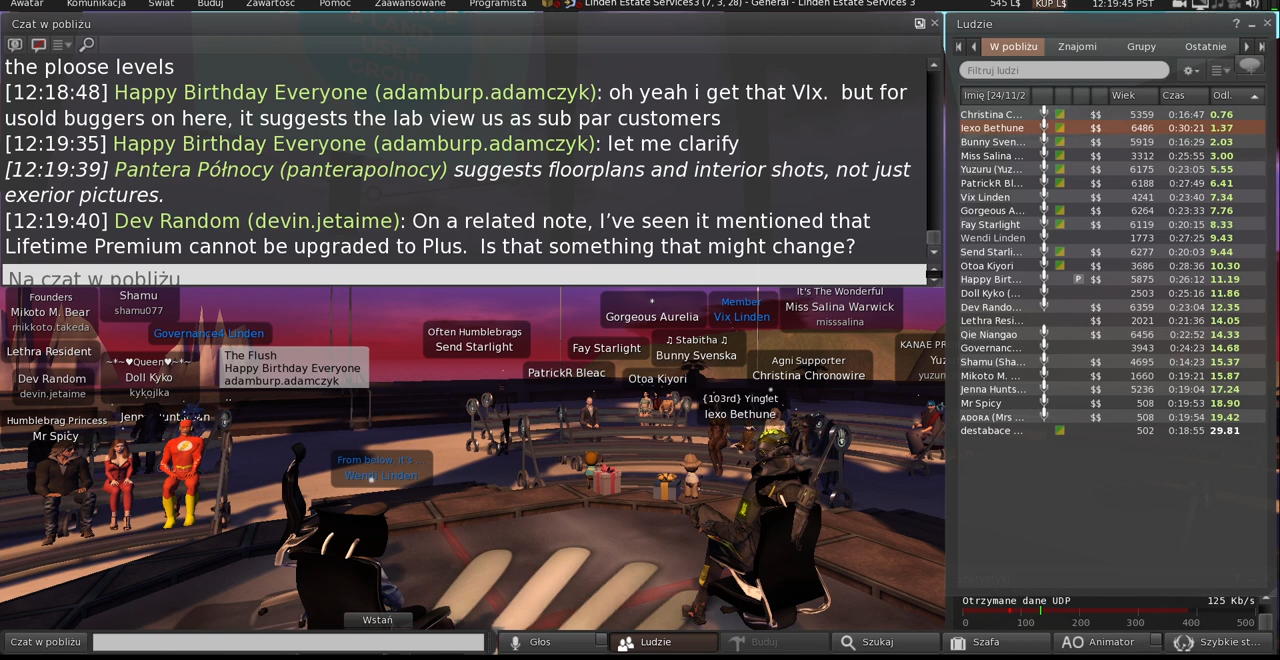 Awatar Komunikacja Świat Buduj Zawartość Pomoc Zaawansowane Programista Linden Estate Services3 (7, 3, 28) - General - Linden Estate Services 3 545 L$ KUP L$ 12:19:45 PST
Czat w pobliżu
the ploose levels
[12:18:48] Happy Birthday Everyone (adamburp.adamczyk): oh yeah i get that VIx. but for
usold buggers on here, it suggests the lab view us as sub par customers
[12:19:35] Happy Birthday Everyone (adamburp.adamczyk): let me clarify
[12:19:39] Pantera Północy (panterapolnocy) suggests floorplans and interior shots, not just
exerior pictures.
[12:19:40] Dev Random (devin.jetaime): On a related note, I've seen it mentioned that
Lifetime Premium cannot be upgraded to Plus. Is that something that might change?
Na czat w pobliżu
Founders
Mikoto M. Bear
mikkoto.takeda
Shamu
shamu077
Governance4 Linden
Lethra Resident
~*~♥Queen♥~*~
Doll Kyko
kykojlka
Dev Random
devin.jetaime
The Flush
Happy Birthday Everyone
adamburp.adamczyk
Humblebrag Princess
Mr Spicy
Often Humblebrags
Send Starlight
PatrickR Bleac
Fay Starlight
*
Gorgeous Aurelia
Member
Vix Linden
It's The Wonderful
Miss Salina Warwick
misssalina
♫ Stabitha ♫
Bunny Svenska
Otoa Kiyori
Agni Supporter
Christina Chronowire
KANAE PR
Yuz
yuzun
{103rd} Yinglet
Iexo Bethune
From below, it's ...
Wendi Linden
Wstań
Czat w pobliżu Głos Ludzie Buduj Szukaj Szafa AO Animator Szybkie st...
Ludzie
W pobliżu Znajomi Grupy Ostatnie
Filtruj ludzi
Imię [24/11/2 Wiek Czas Odl.
Christina C... $$ 5359 0:16:47 0.76
Iexo Bethune $$ 6486 0:30:21 1.37
Bunny Sven... $$ 5919 0:16:29 2.03
Miss Salina ... $$ 3312 0:25:55 3.00
Yuzuru (Yuz... $$ 6175 0:23:05 5.55
PatrickR Bl... $$ 6188 0:27:49 6.41
Vix Linden $$ 4241 0:23:40 7.34
Gorgeous A... $$ 6264 0:23:33 7.76
Fay Starlight $$ 6119 0:20:15 8.33
Wendi Linden 1773 0:27:25 9.43
Send Starli... $$ 6277 0:20:03 9.44
Otoa Kiyori $$ 3686 0:28:36 10.30
Happy Birt... P $$ 5875 0:26:12 11.19
Doll Kyko (... 2503 0:25:16 11.86
Dev Rando... $$ 6359 0:23:04 12.35
Lethra Resi... $$ 2021 0:21:36 14.05
Qie Niangao $$ 6456 0:22:52 14.33
Governanc... 3943 0:24:23 14.68
Shamu (Sha... $$ 4695 0:14:23 15.37
Mikoto M. ... $$ 1660 0:19:21 15.87
Jenna Hunts... $$ 5236 0:19:04 17.24
Mr Spicy $$ 508 0:19:53 18.90
ᴀᴅᴏʀᴀ (Mrs ... $$ 508 0:19:54 19.42
destabace ... 502 0:18:55 29.81
Otrzymane dane UDP 125 Kb/s
0 100 200 300 400 500